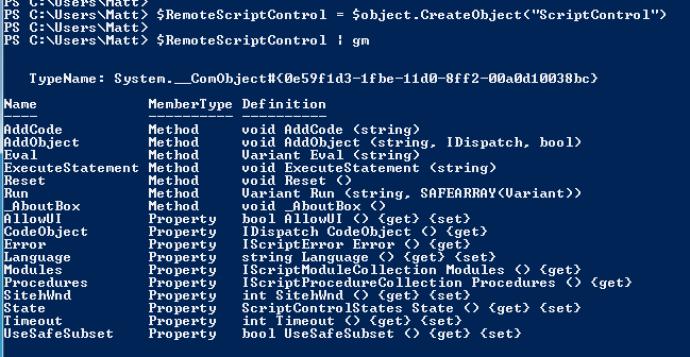 PS C:\Users\Matt>
PS C:\Users\Matt> $RemoteScriptControl = $object.CreateObject("ScriptControl")
PS C:\Users\Matt>
PS C:\Users\Matt> $RemoteScriptControl | gm
TypeName: System.__ComObject#{0e59f1d3-1fbe-11d0-8ff2-00a0d10038bc}
Name MemberType Definition
---- ---------- ----------
AddCode Method void AddCode (string)
AddObject Method void AddObject (string, IDispatch, bool)
Eval Method Variant Eval (string)
ExecuteStatement Method void ExecuteStatement (string)
Reset Method void Reset ()
Run Method Variant Run (string, SAFEARRAY(Variant))
_AboutBox Method void _AboutBox ()
AllowUI Property bool AllowUI () {get} {set}
CodeObject Property IDispatch CodeObject () {get}
Error Property IScriptError Error () {get}
Language Property string Language () {get} {set}
Modules Property IScriptModuleCollection Modules () {get}
Procedures Property IScriptProcedureCollection Procedures () {get}
SitehWnd Property int SitehWnd () {get} {set}
State Property ScriptControlStates State () {get} {set}
Timeout Property int Timeout () {get} {set}
UseSafeSubset Property bool UseSafeSubset () {get} {set}